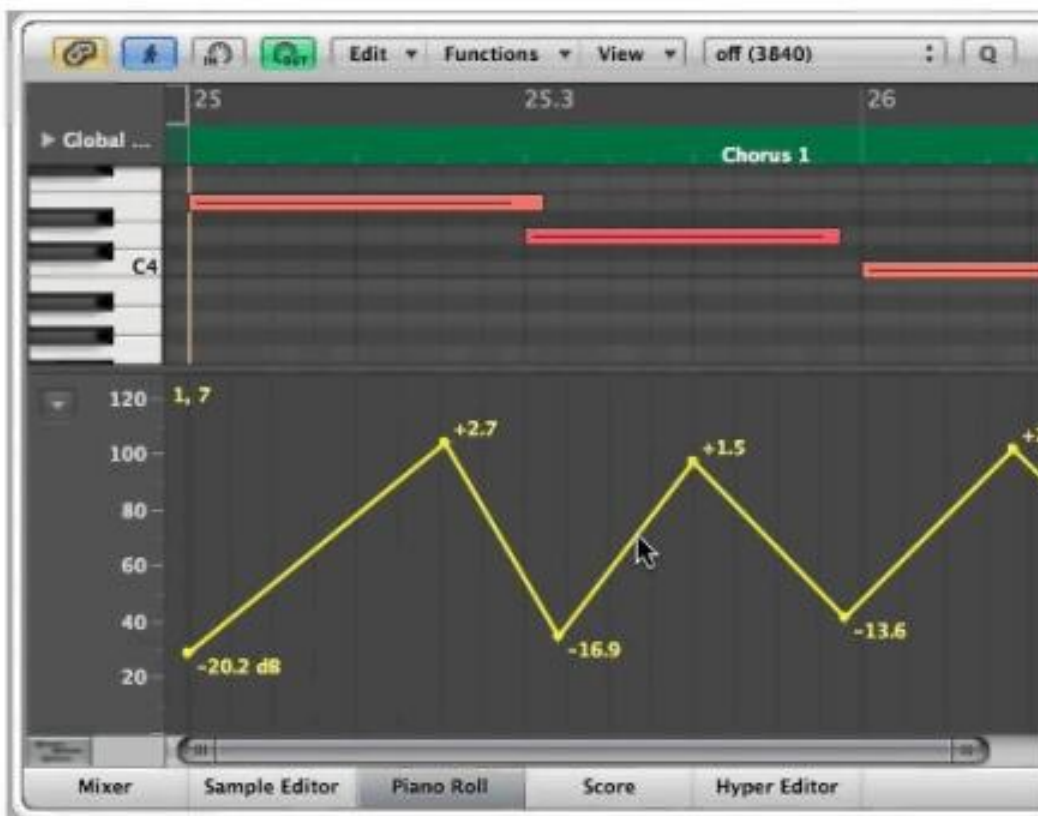 IN OUT Edit Functions View off (3840) Q
25 25.3 26
Global ...
Chorus 1
C4
120 1, 7
+2.7
100 +1.5
80
60
40
-13.6
-16.9
-20.2 dB
20
Mixer Sample Editor Piano Roll Score Hyper Editor